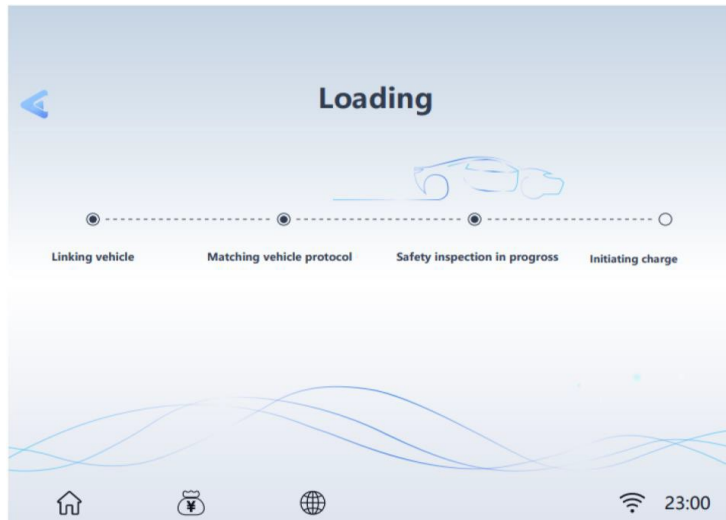 Loading
Linking vehicle
Matching vehicle protocol
Safety inspection in progross
Initiating charge
¥
23:00